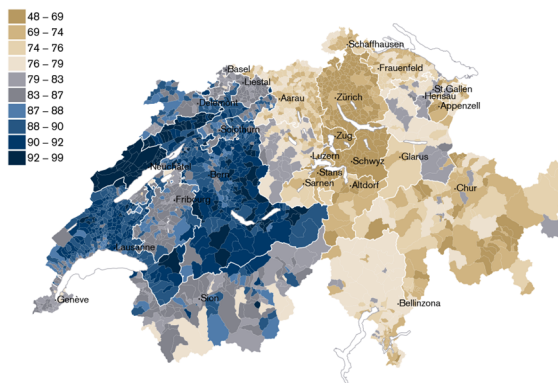 48 – 69
69 – 74
74 – 76
76 – 79
79 – 83
83 – 87
87 – 88
88 – 90
90 – 92
92 – 99
Schaffhausen
Basel
Frauenfeld
Liestal
St.Gallen
Herisau
Delémont
Aarau
Zürich
Appenzell
Solothurn
Zug
Luzern
Schwyz
Glarus
Neuchâtel
Bern
Stans
Sarnen
Altdorf
Chur
Fribourg
Lausanne
Genève
Sion
Bellinzona